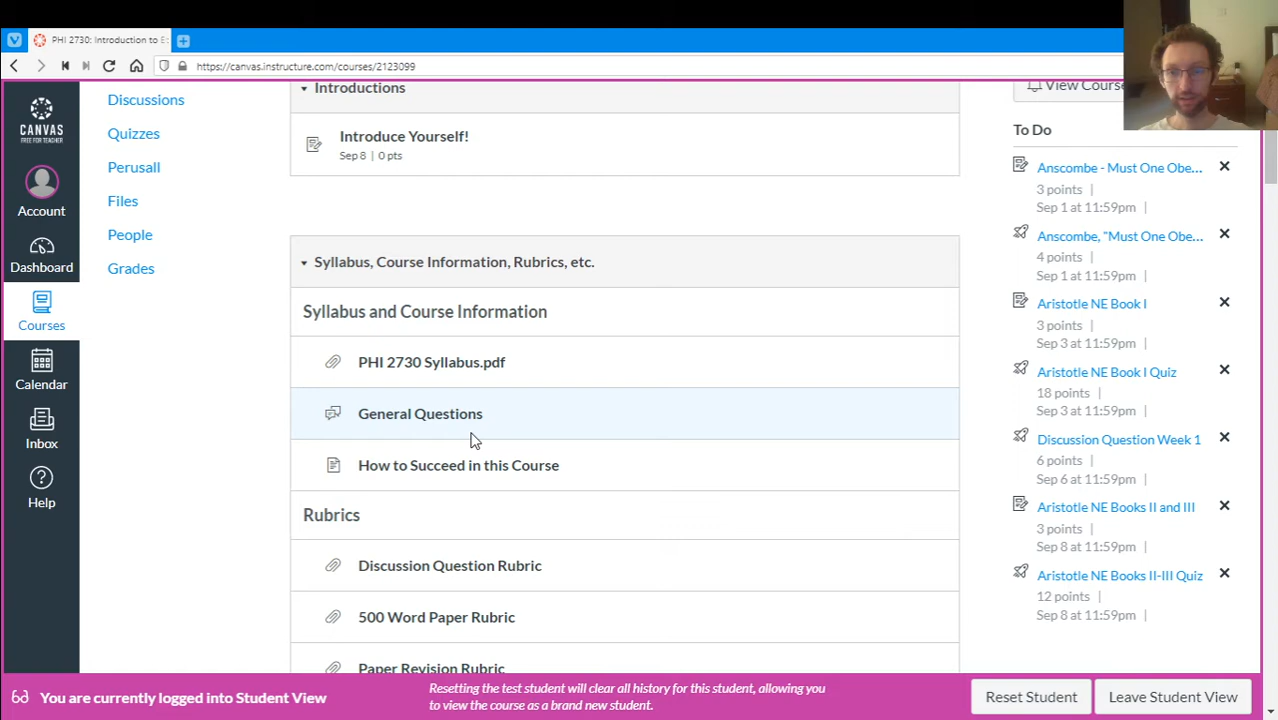 PHI 2730: Introduction to E
https://canvas.instructure.com/courses/2123099
CANVAS
FREE FOR TEACHER
Account
Dashboard
Courses
Calendar
Inbox
Help
Discussions
Quizzes
Perusall
Files
People
Grades
Introductions
Introduce Yourself!
Sep 8 | 0 pts
Syllabus, Course Information, Rubrics, etc.
Syllabus and Course Information
PHI 2730 Syllabus.pdf
General Questions
How to Succeed in this Course
Rubrics
Discussion Question Rubric
500 Word Paper Rubric
Paper Revision Rubric
View Cours
To Do
Anscombe - Must One Obe...
3 points |
Sep 1 at 11:59pm |
Anscombe, "Must One Obe...
4 points |
Sep 1 at 11:59pm |
Aristotle NE Book I
3 points |
Sep 3 at 11:59pm |
Aristotle NE Book I Quiz
18 points |
Sep 3 at 11:59pm |
Discussion Question Week 1
6 points |
Sep 6 at 11:59pm |
Aristotle NE Books II and III
3 points |
Sep 8 at 11:59pm |
Aristotle NE Books II-III Quiz
12 points |
Sep 8 at 11:59pm |
You are currently logged into Student View
Resetting the test student will clear all history for this student, allowing you
to view the course as a brand new student.
Reset Student
Leave Student View